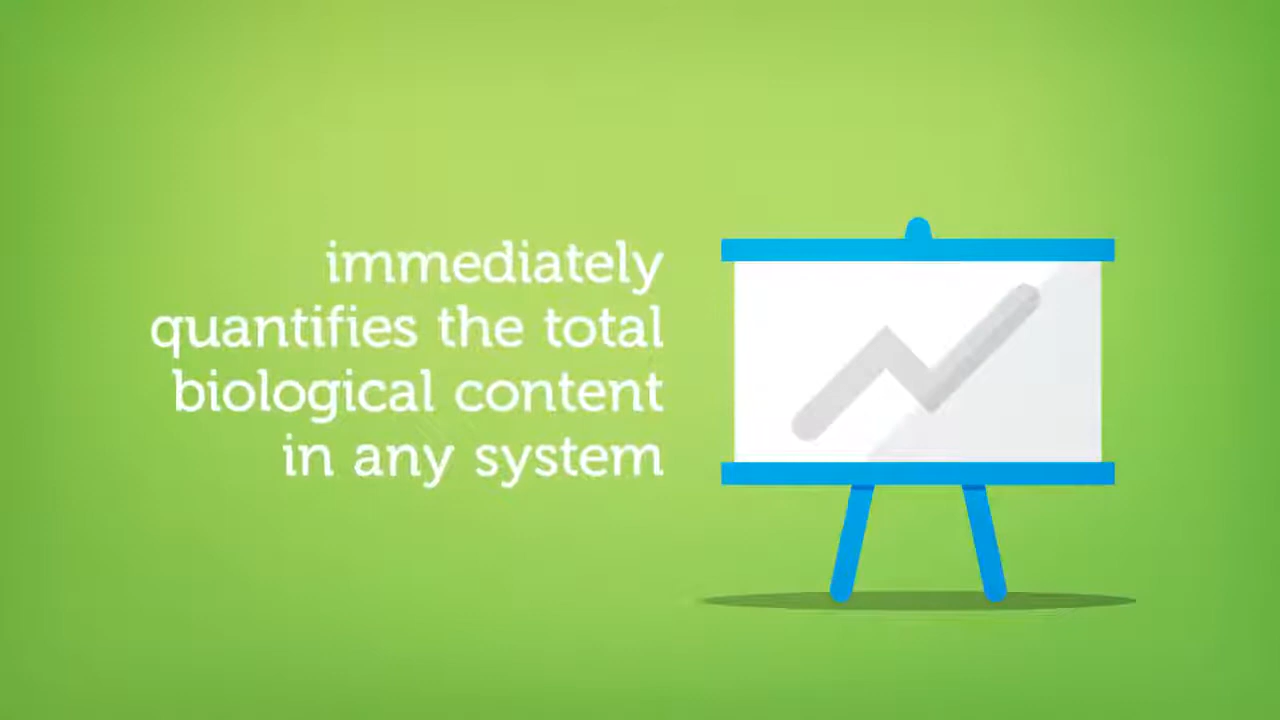 immediately
quantifies the total
biological content
in any system